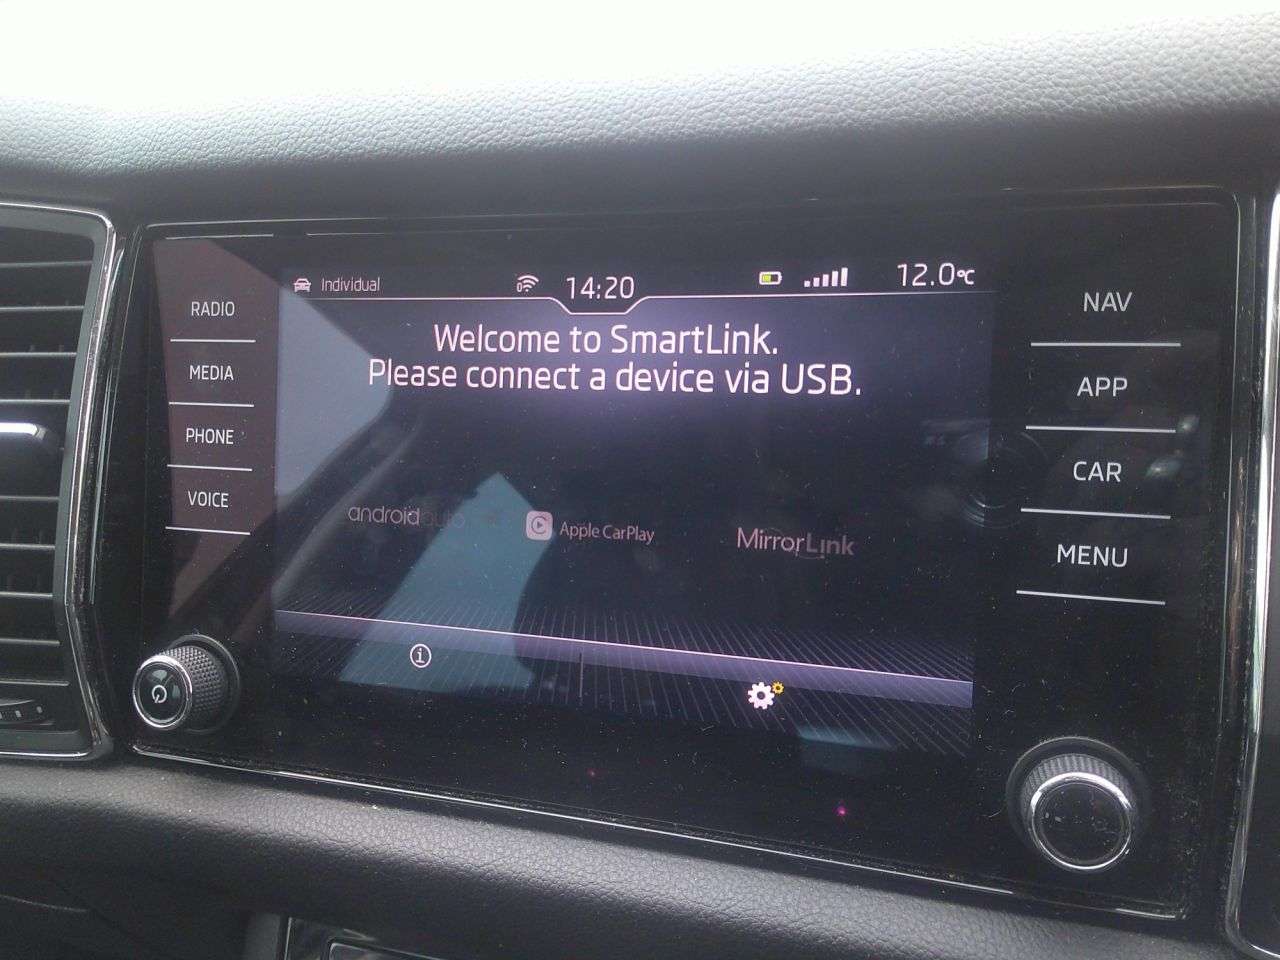 Individual
0
14:20
12.0°C
Welcome to SmartLink.
Please connect a device via USB.
RADIO
MEDIA
PHONE
VOICE
NAV
APP
CAR
MENU
androidauto
Apple CarPlay
MirrorLink
i